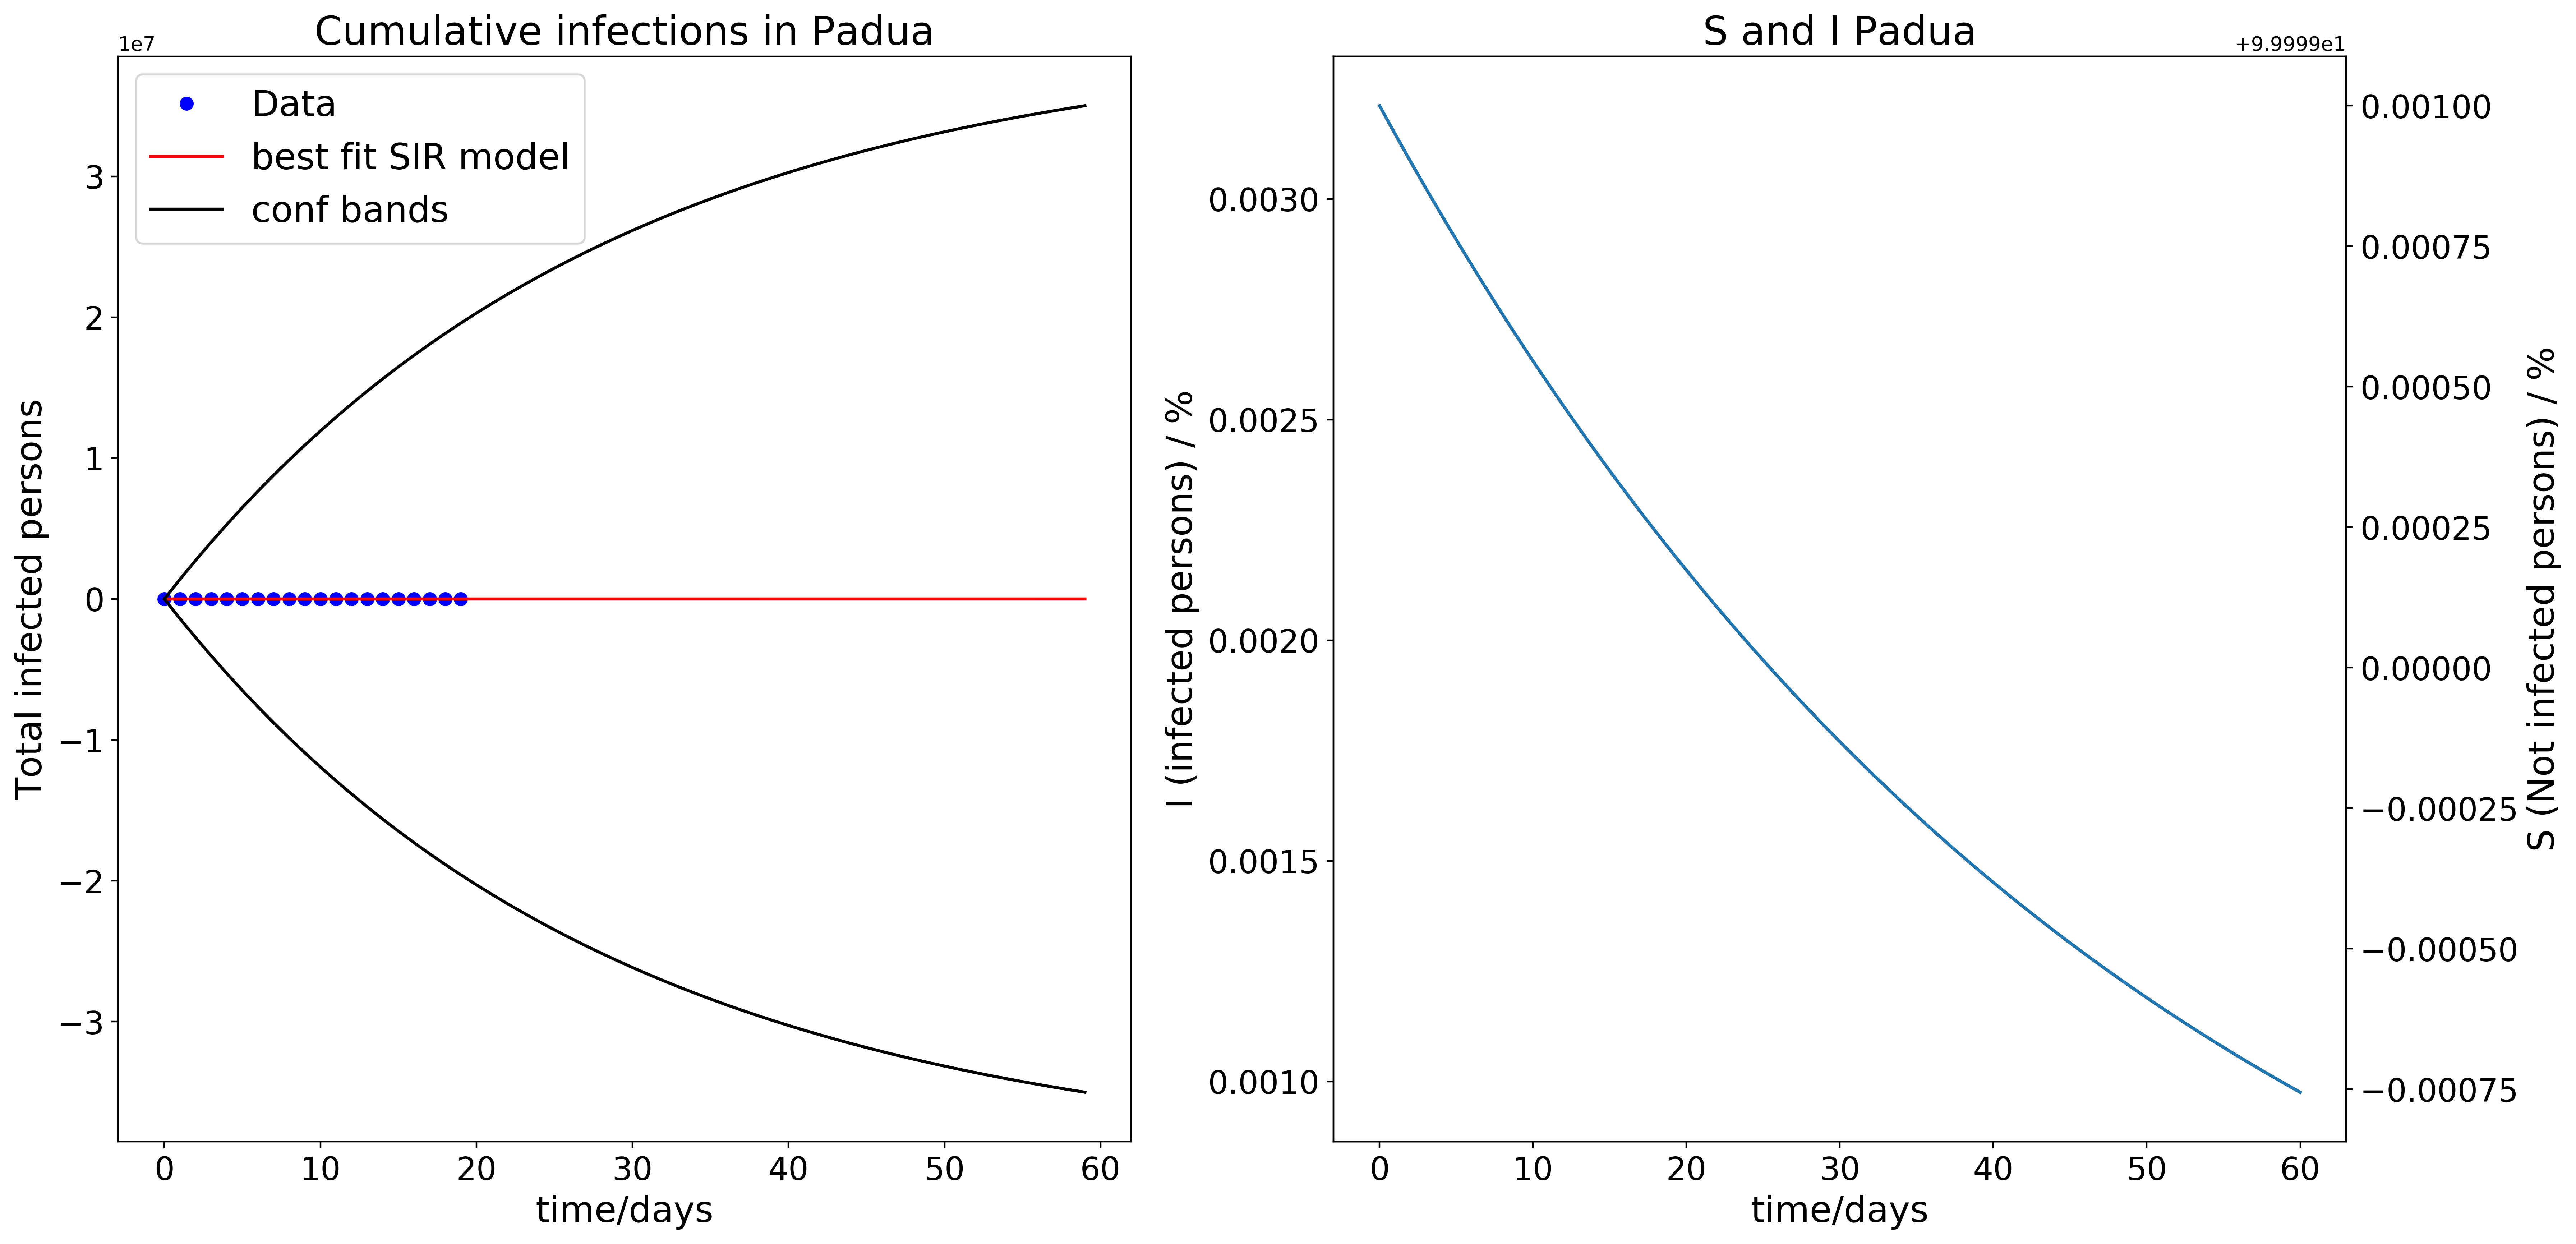 Cumulative infections in Padua
1e7
Data
best fit SIR model
conf bands
3
2
1
0
−1
−2
−3
Total infected persons
0 10 20 30 40 50 60
time/days
S and I Padua
+9.9999e1
0.0030
0.0025
0.0020
0.0015
0.0010
I (infected persons) / %
0.00100
0.00075
0.00050
0.00025
0.00000
−0.00025
−0.00050
−0.00075
S (Not infected persons) / %
0 10 20 30 40 50 60
time/days